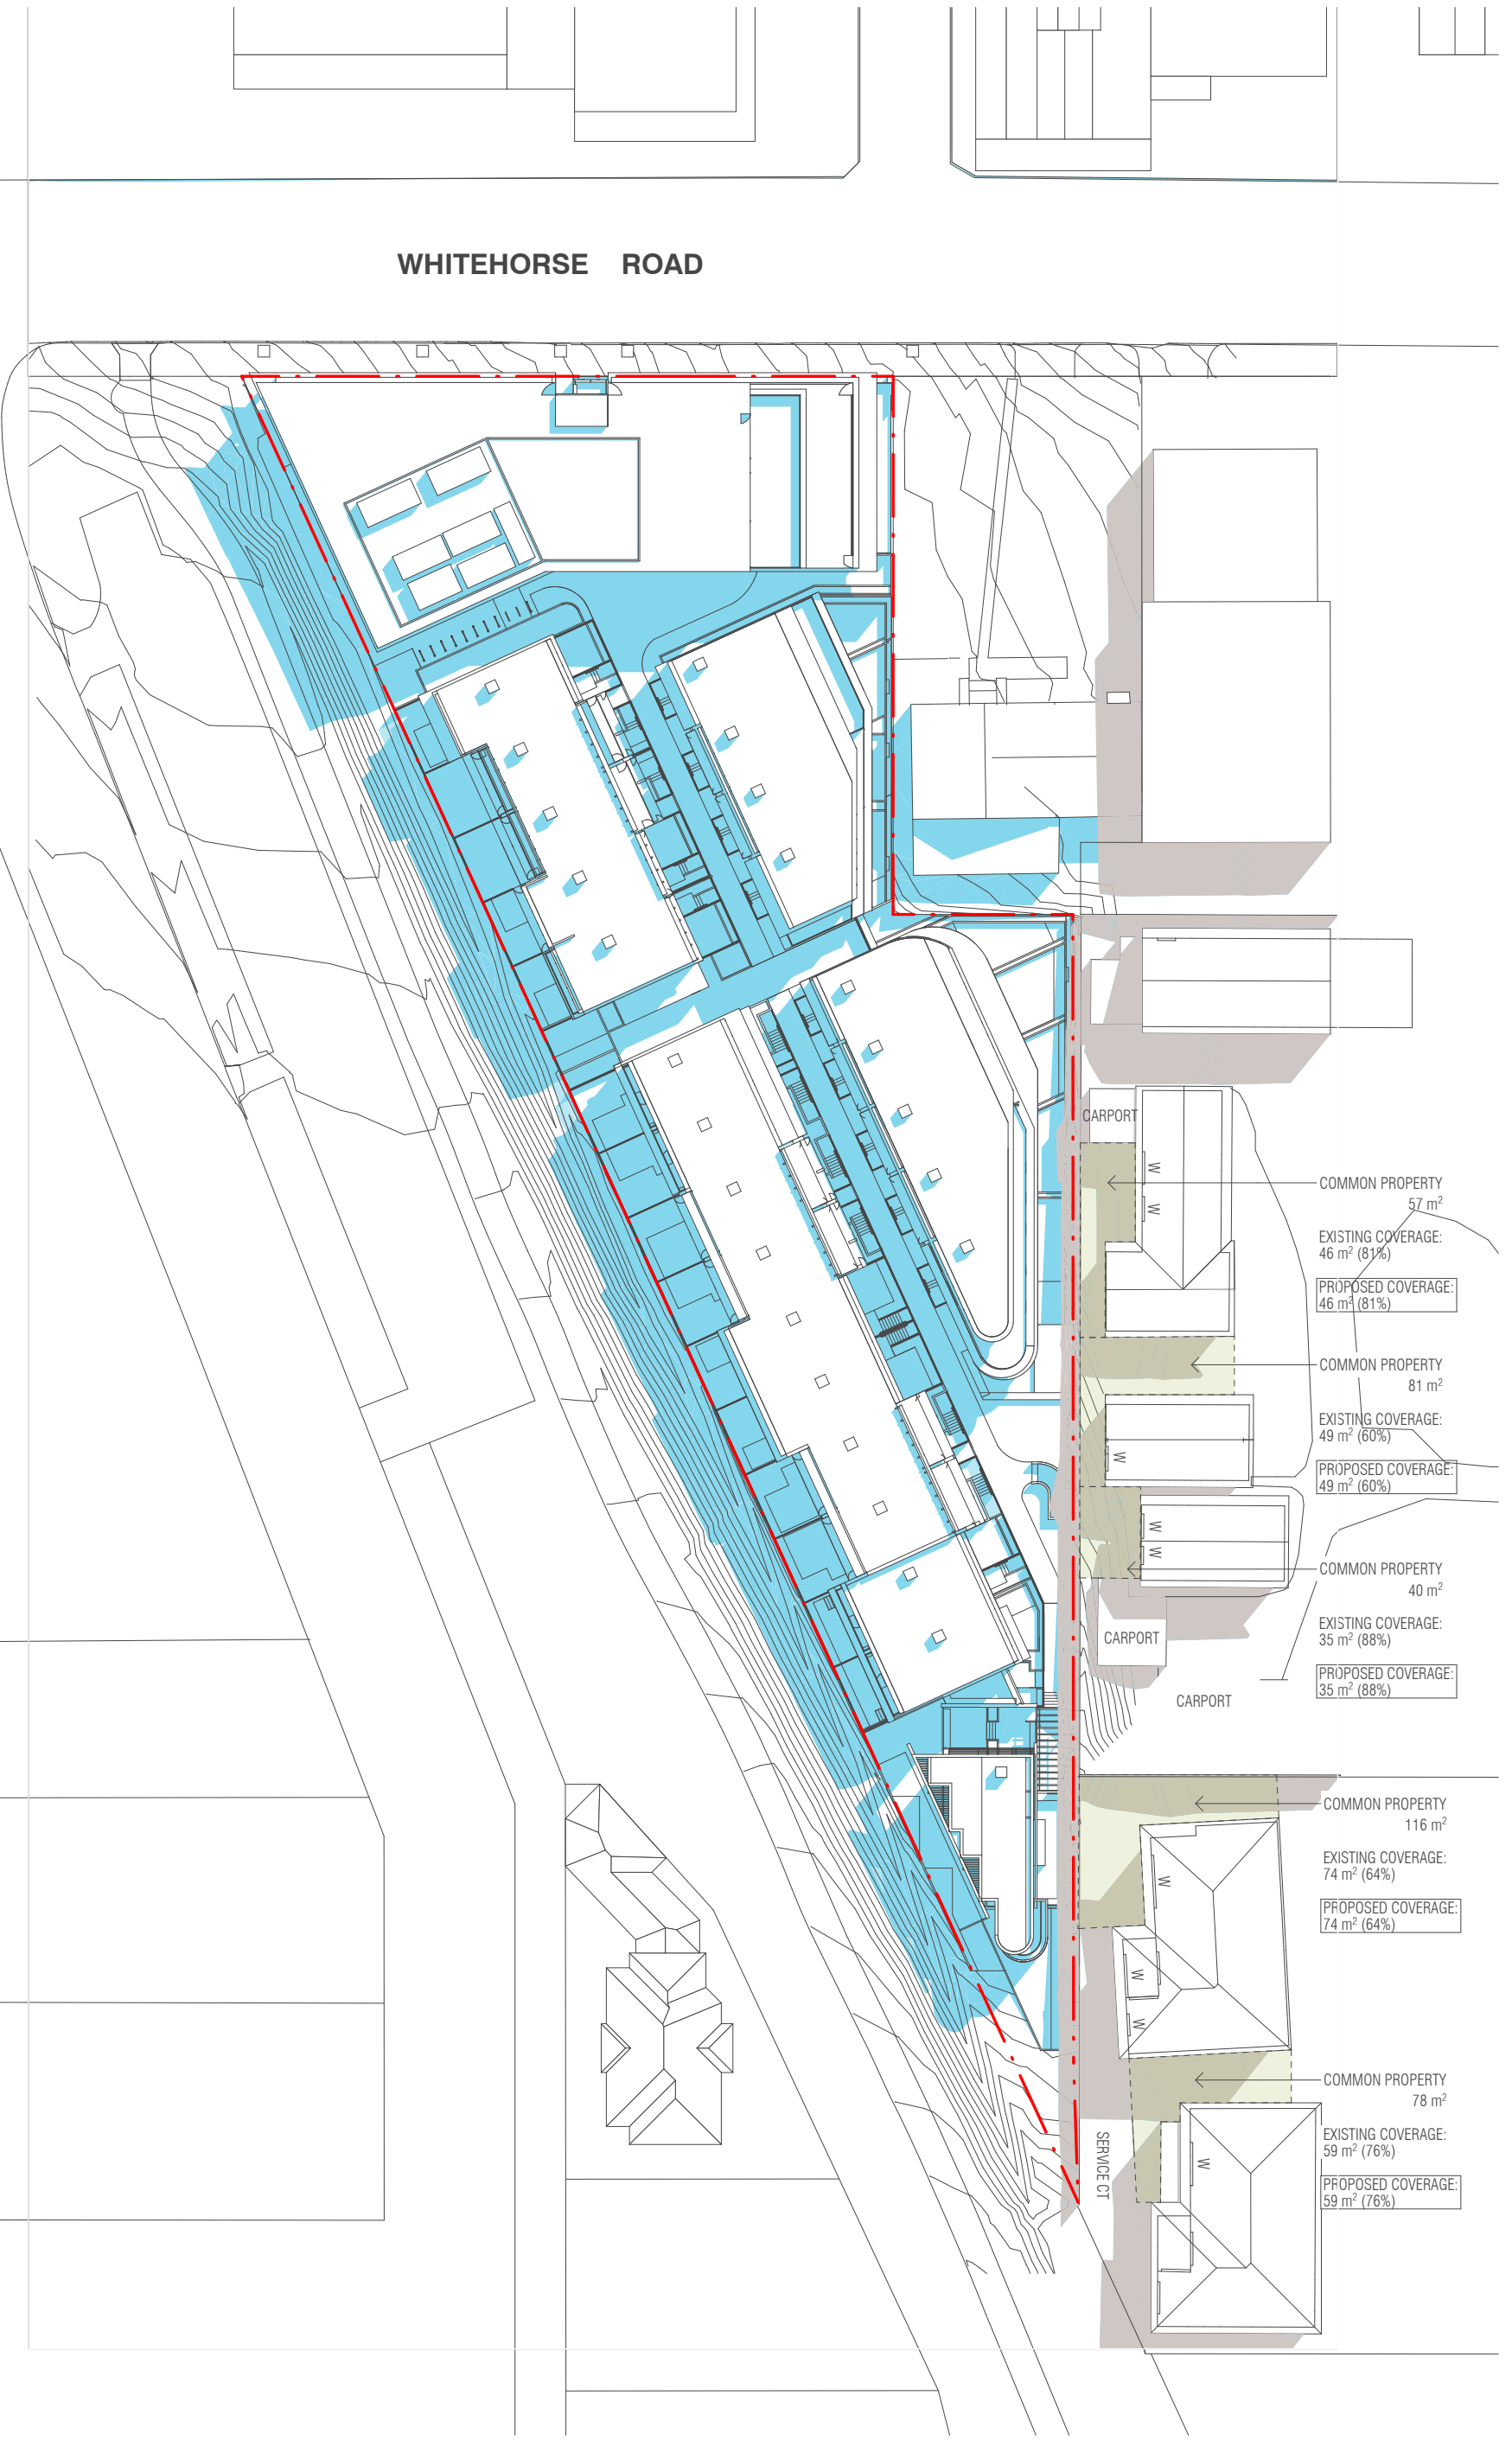 WHITEHORSE ROAD
CARPORT
W
W
COMMON PROPERTY
57 m²
EXISTING COVERAGE:
46 m² (81%)
PROPOSED COVERAGE:
46 m² (81%)
COMMON PROPERTY
81 m²
EXISTING COVERAGE:
49 m² (60%)
PROPOSED COVERAGE:
49 m² (60%)
W
W
W
COMMON PROPERTY
40 m²
EXISTING COVERAGE:
35 m² (88%)
PROPOSED COVERAGE:
35 m² (88%)
CARPORT
CARPORT
COMMON PROPERTY
116 m²
EXISTING COVERAGE:
74 m² (64%)
PROPOSED COVERAGE:
74 m² (64%)
W
W
W
COMMON PROPERTY
78 m²
EXISTING COVERAGE:
59 m² (76%)
PROPOSED COVERAGE:
59 m² (76%)
W
SERVICE CT